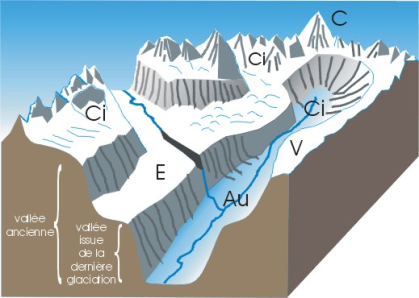 C
Ci
Ci
Ci
V
E
Au
vallée
ancienne
vallée
issue
de la
dernière
glaciation